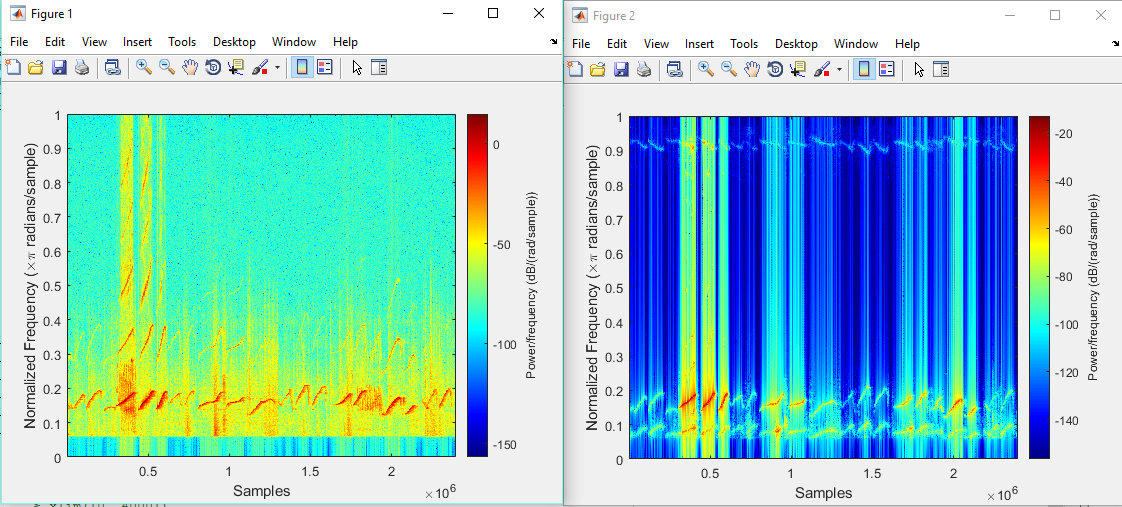 Figure 1
File Edit View Insert Tools Desktop Window Help
1
0.9
0.8
0.7
0.6
0.5
0.4
0.3
0.2
0.1
0
Normalized Frequency (×π radians/sample)
0.5 1 1.5 2
Samples
×10^6
0
-50
-100
-150
Power/frequency (dB/(rad/sample))
Figure 2
File Edit View Insert Tools Desktop Window Help
1
0.9
0.8
0.7
0.6
0.5
0.4
0.3
0.2
0.1
0
Normalized Frequency (×π radians/sample)
0.5 1 1.5 2
Samples
×10^6
-20
-40
-60
-80
-100
-120
-140
Power/frequency (dB/(rad/sample))